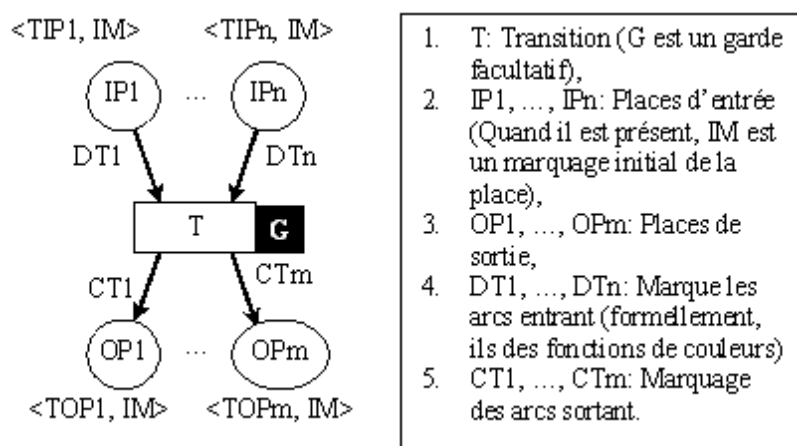 <TIP1, IM> <TIPn, IM>
IP1 ... IPn
DT1 DTn
T G
CT1 CTm
OP1 ... OPm
<TOP1, IM> <TOPm, IM>
1. T: Transition (G est un garde
facultatif),
2. IP1, ..., IPn: Places d'entrée
(Quand il est présent, IM est
un marquage initial de la
place),
3. OP1, ..., OPm: Places de
sortie,
4. DT1, ..., DTn: Marque les
arcs entrant (formellement,
ils des fonctions de couleurs)
5. CT1, ..., CTm: Marquage
des arcs sortant.